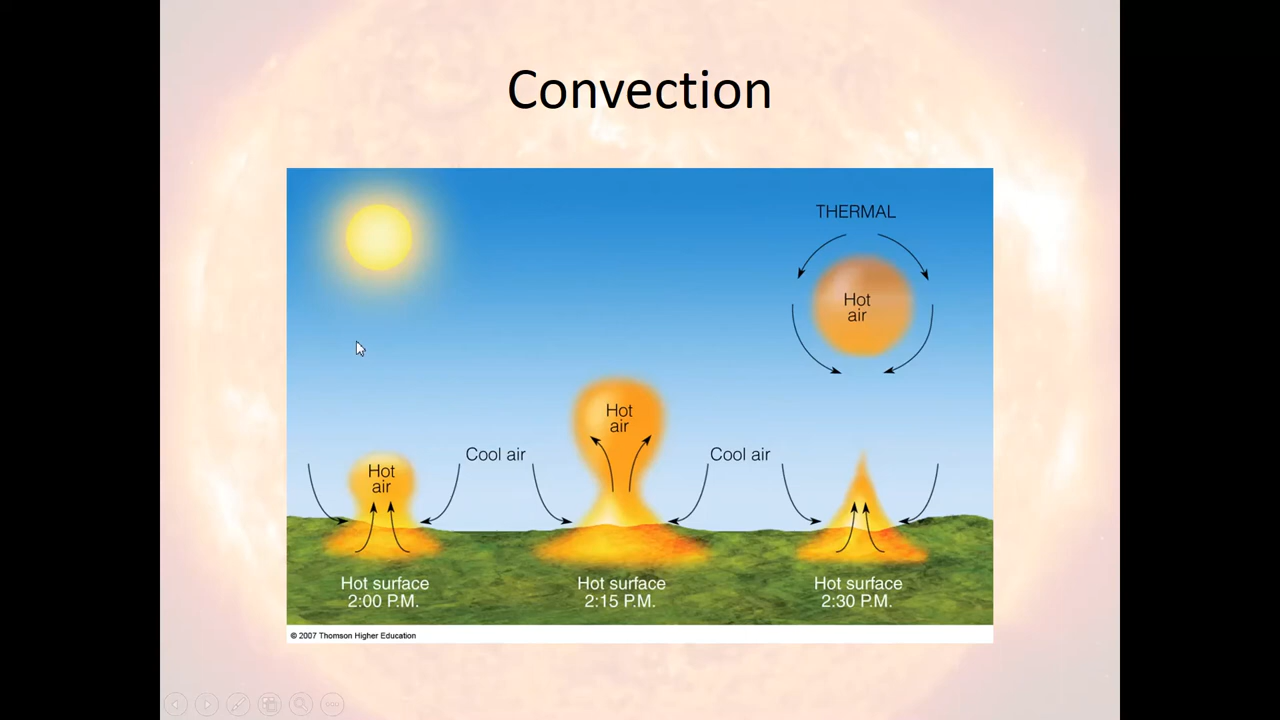 Convection
THERMAL
Hot
air
Hot
air
Cool air
Cool air
Hot
air
Hot surface
2:00 P.M.
Hot surface
2:15 P.M.
Hot surface
2:30 P.M.
© 2007 Thomson Higher Education